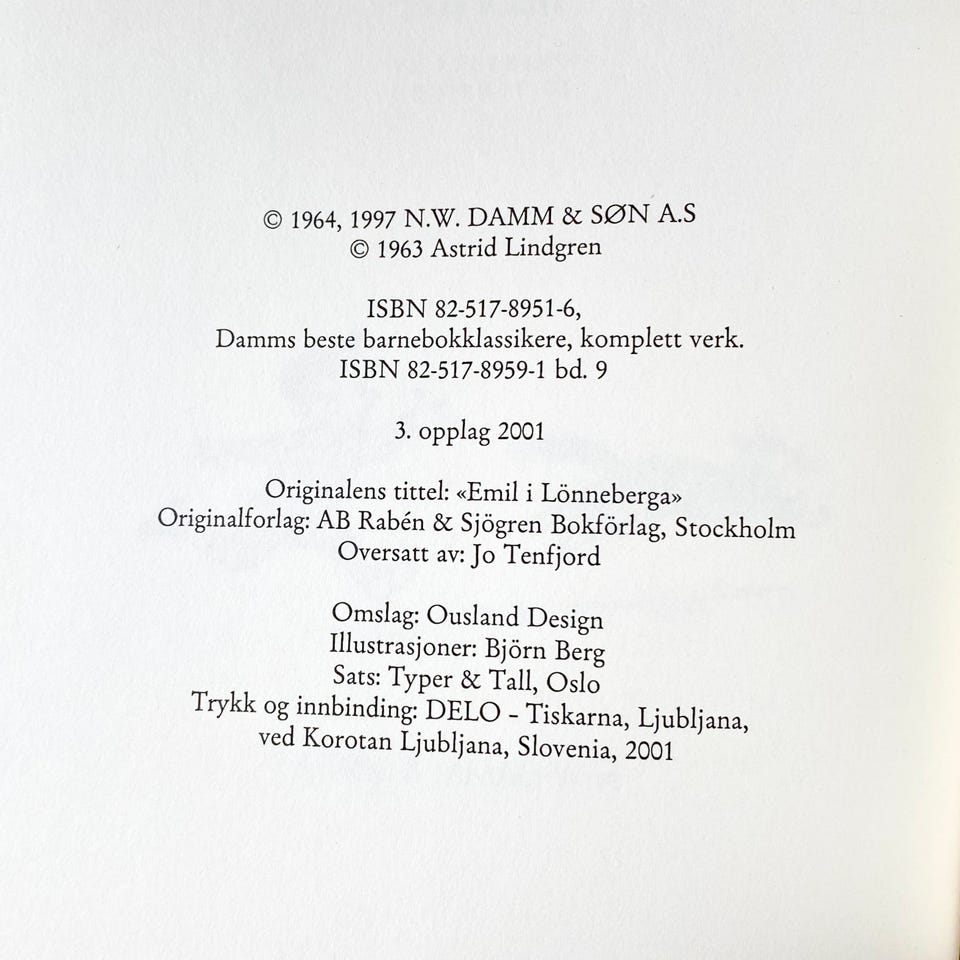 © 1964, 1997 N.W. DAMM & SØN A.S
© 1963 Astrid Lindgren
ISBN 82-517-8951-6,
Damms beste barnebokklassikere, komplett verk.
ISBN 82-517-8959-1 bd. 9
3. opplag 2001
Originalens tittel: «Emil i Lönneberga»
Originalforlag: AB Rabén & Sjögren Bokförlag, Stockholm
Oversatt av: Jo Tenfjord
Omslag: Ousland Design
Illustrasjoner: Björn Berg
Sats: Typer & Tall, Oslo
Trykk og innbinding: DELO - Tiskarna, Ljubljana,
ved Korotan Ljubljana, Slovenia, 2001